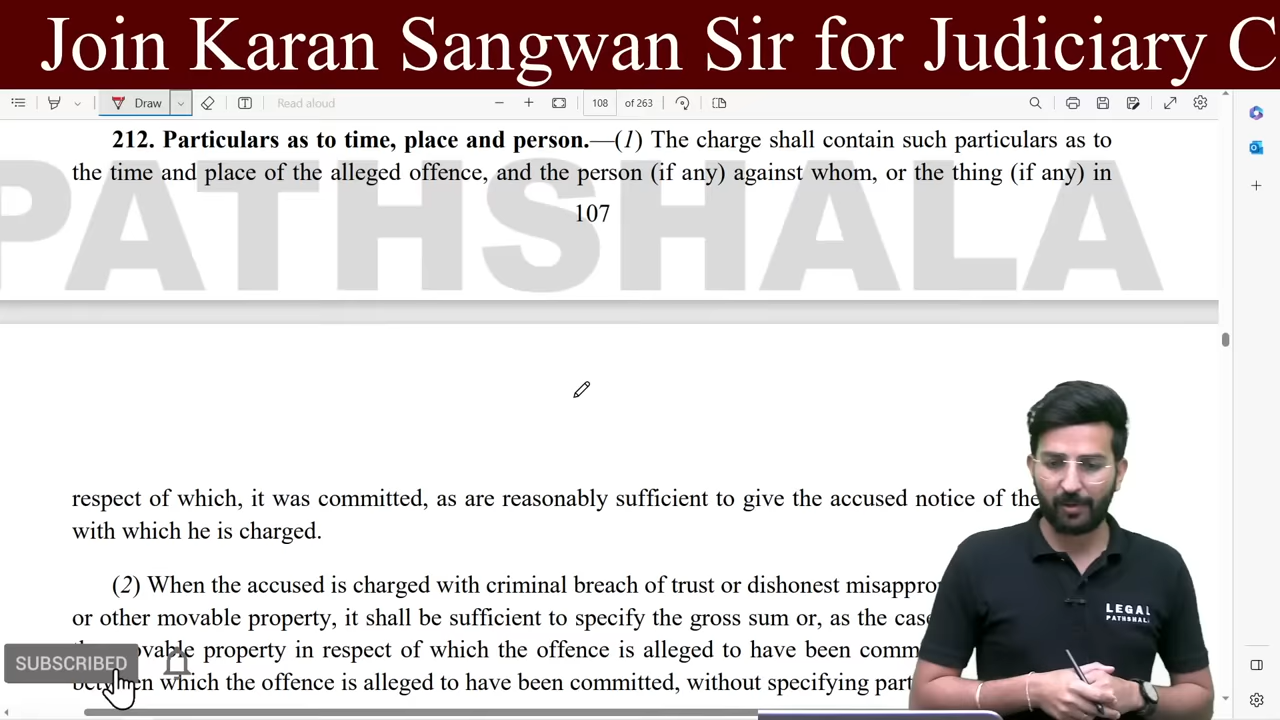 Join Karan Sangwan Sir for Judiciary C
Draw
Read aloud
108 of 263
212. Particulars as to time, place and person.—(1) The charge shall contain such particulars as to
the time and place of the alleged offence, and the person (if any) against whom, or the thing (if any) in
107
PATHSHALA
respect of which, it was committed, as are reasonably sufficient to give the accused notice of the
with which he is charged.
(2) When the accused is charged with criminal breach of trust or dishonest
or other movable property, it shall be sufficient to specify the gross sum or, as the case
property in respect of which the offence is alleged to have been
which the offence is alleged to have been committed, without specifying
SUBSCRIBED
LEGAL
PATHSHALA